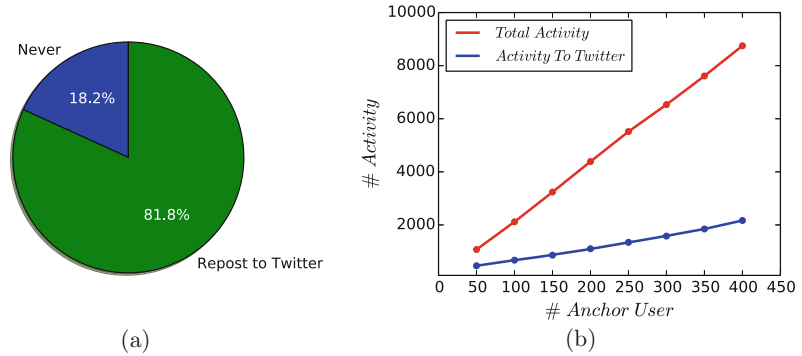 Never
18.2%
81.8%
Repost to Twitter
(a)
10000
8000
6000
4000
2000
# Activity
Total Activity
Activity To Twitter
0 50 100 150 200 250 300 350 400 450
# Anchor User
(b)